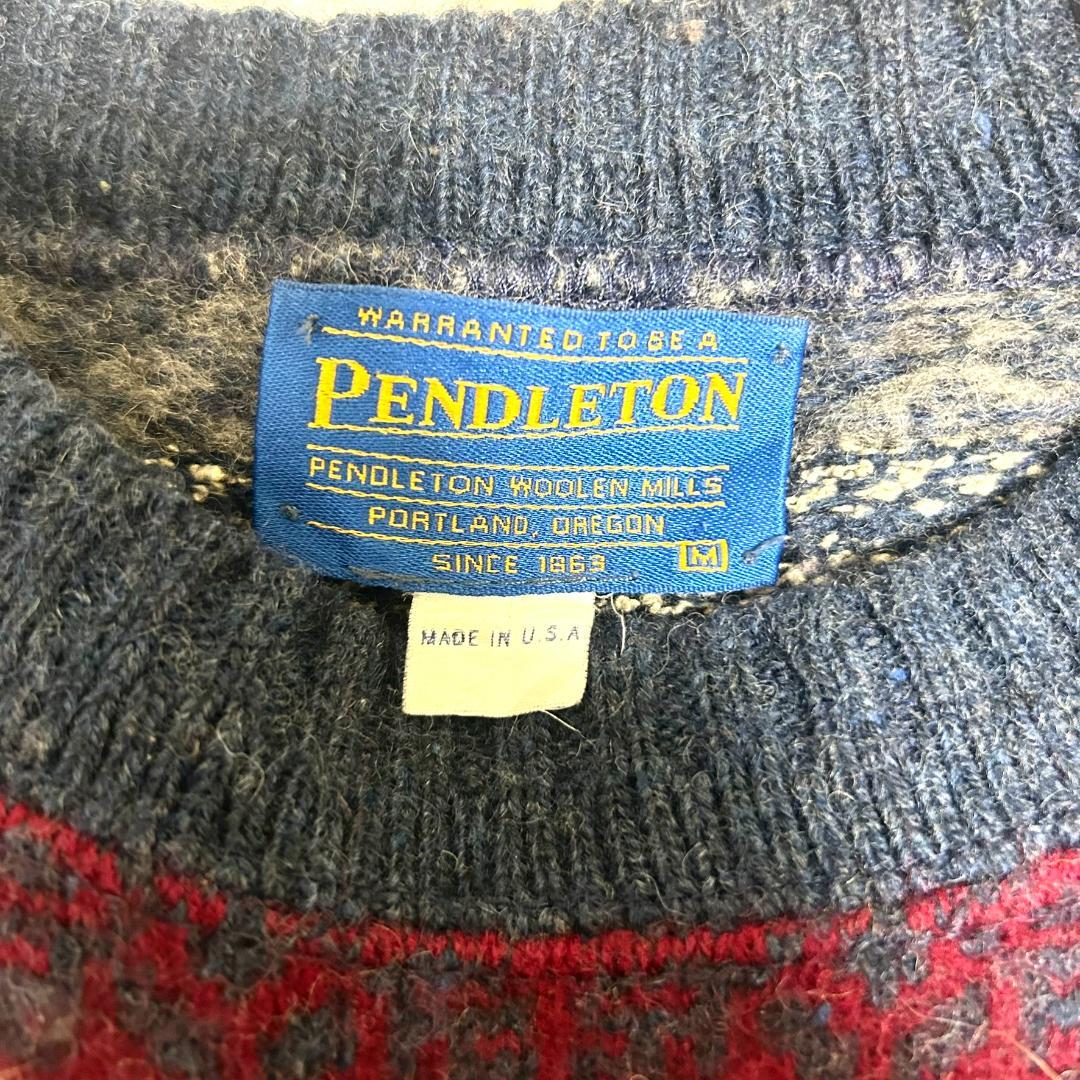 WARRANTED TO BE A
PENDLETON
PENDLETON WOOLEN MILLS
PORTLAND, OREGON
SINCE 1863
M
MADE IN U.S.A